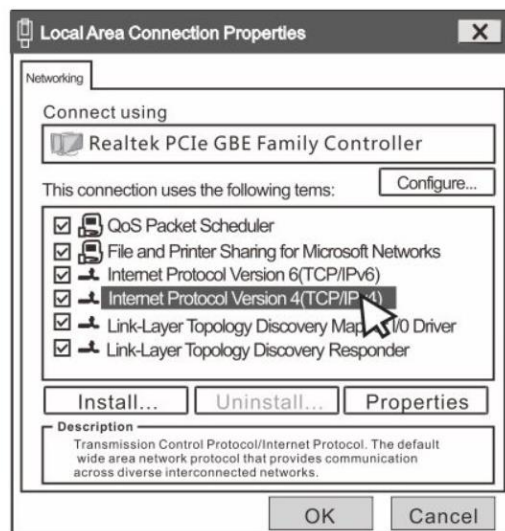 Local Area Connection Properties
X
Networking
Connect using
Realtek PCIe GBE Family Controller
This connection uses the following tems:
Configure...
QoS Packet Scheduler
File and Printer Sharing for Microsoft Networks
Internet Protocol Version 6(TCP/IPv6)
Internet Protocol Version 4(TCP/IPv4)
Link-Layer Topology Discovery Map I/0 Driver
Link-Layer Topology Discovery Responder
Install...
Uninstall...
Properties
Description
Transmission Control Protocol/Internet Protocol. The default
wide area network protocol that provides communication
across diverse interconnected networks.
OK
Cancel